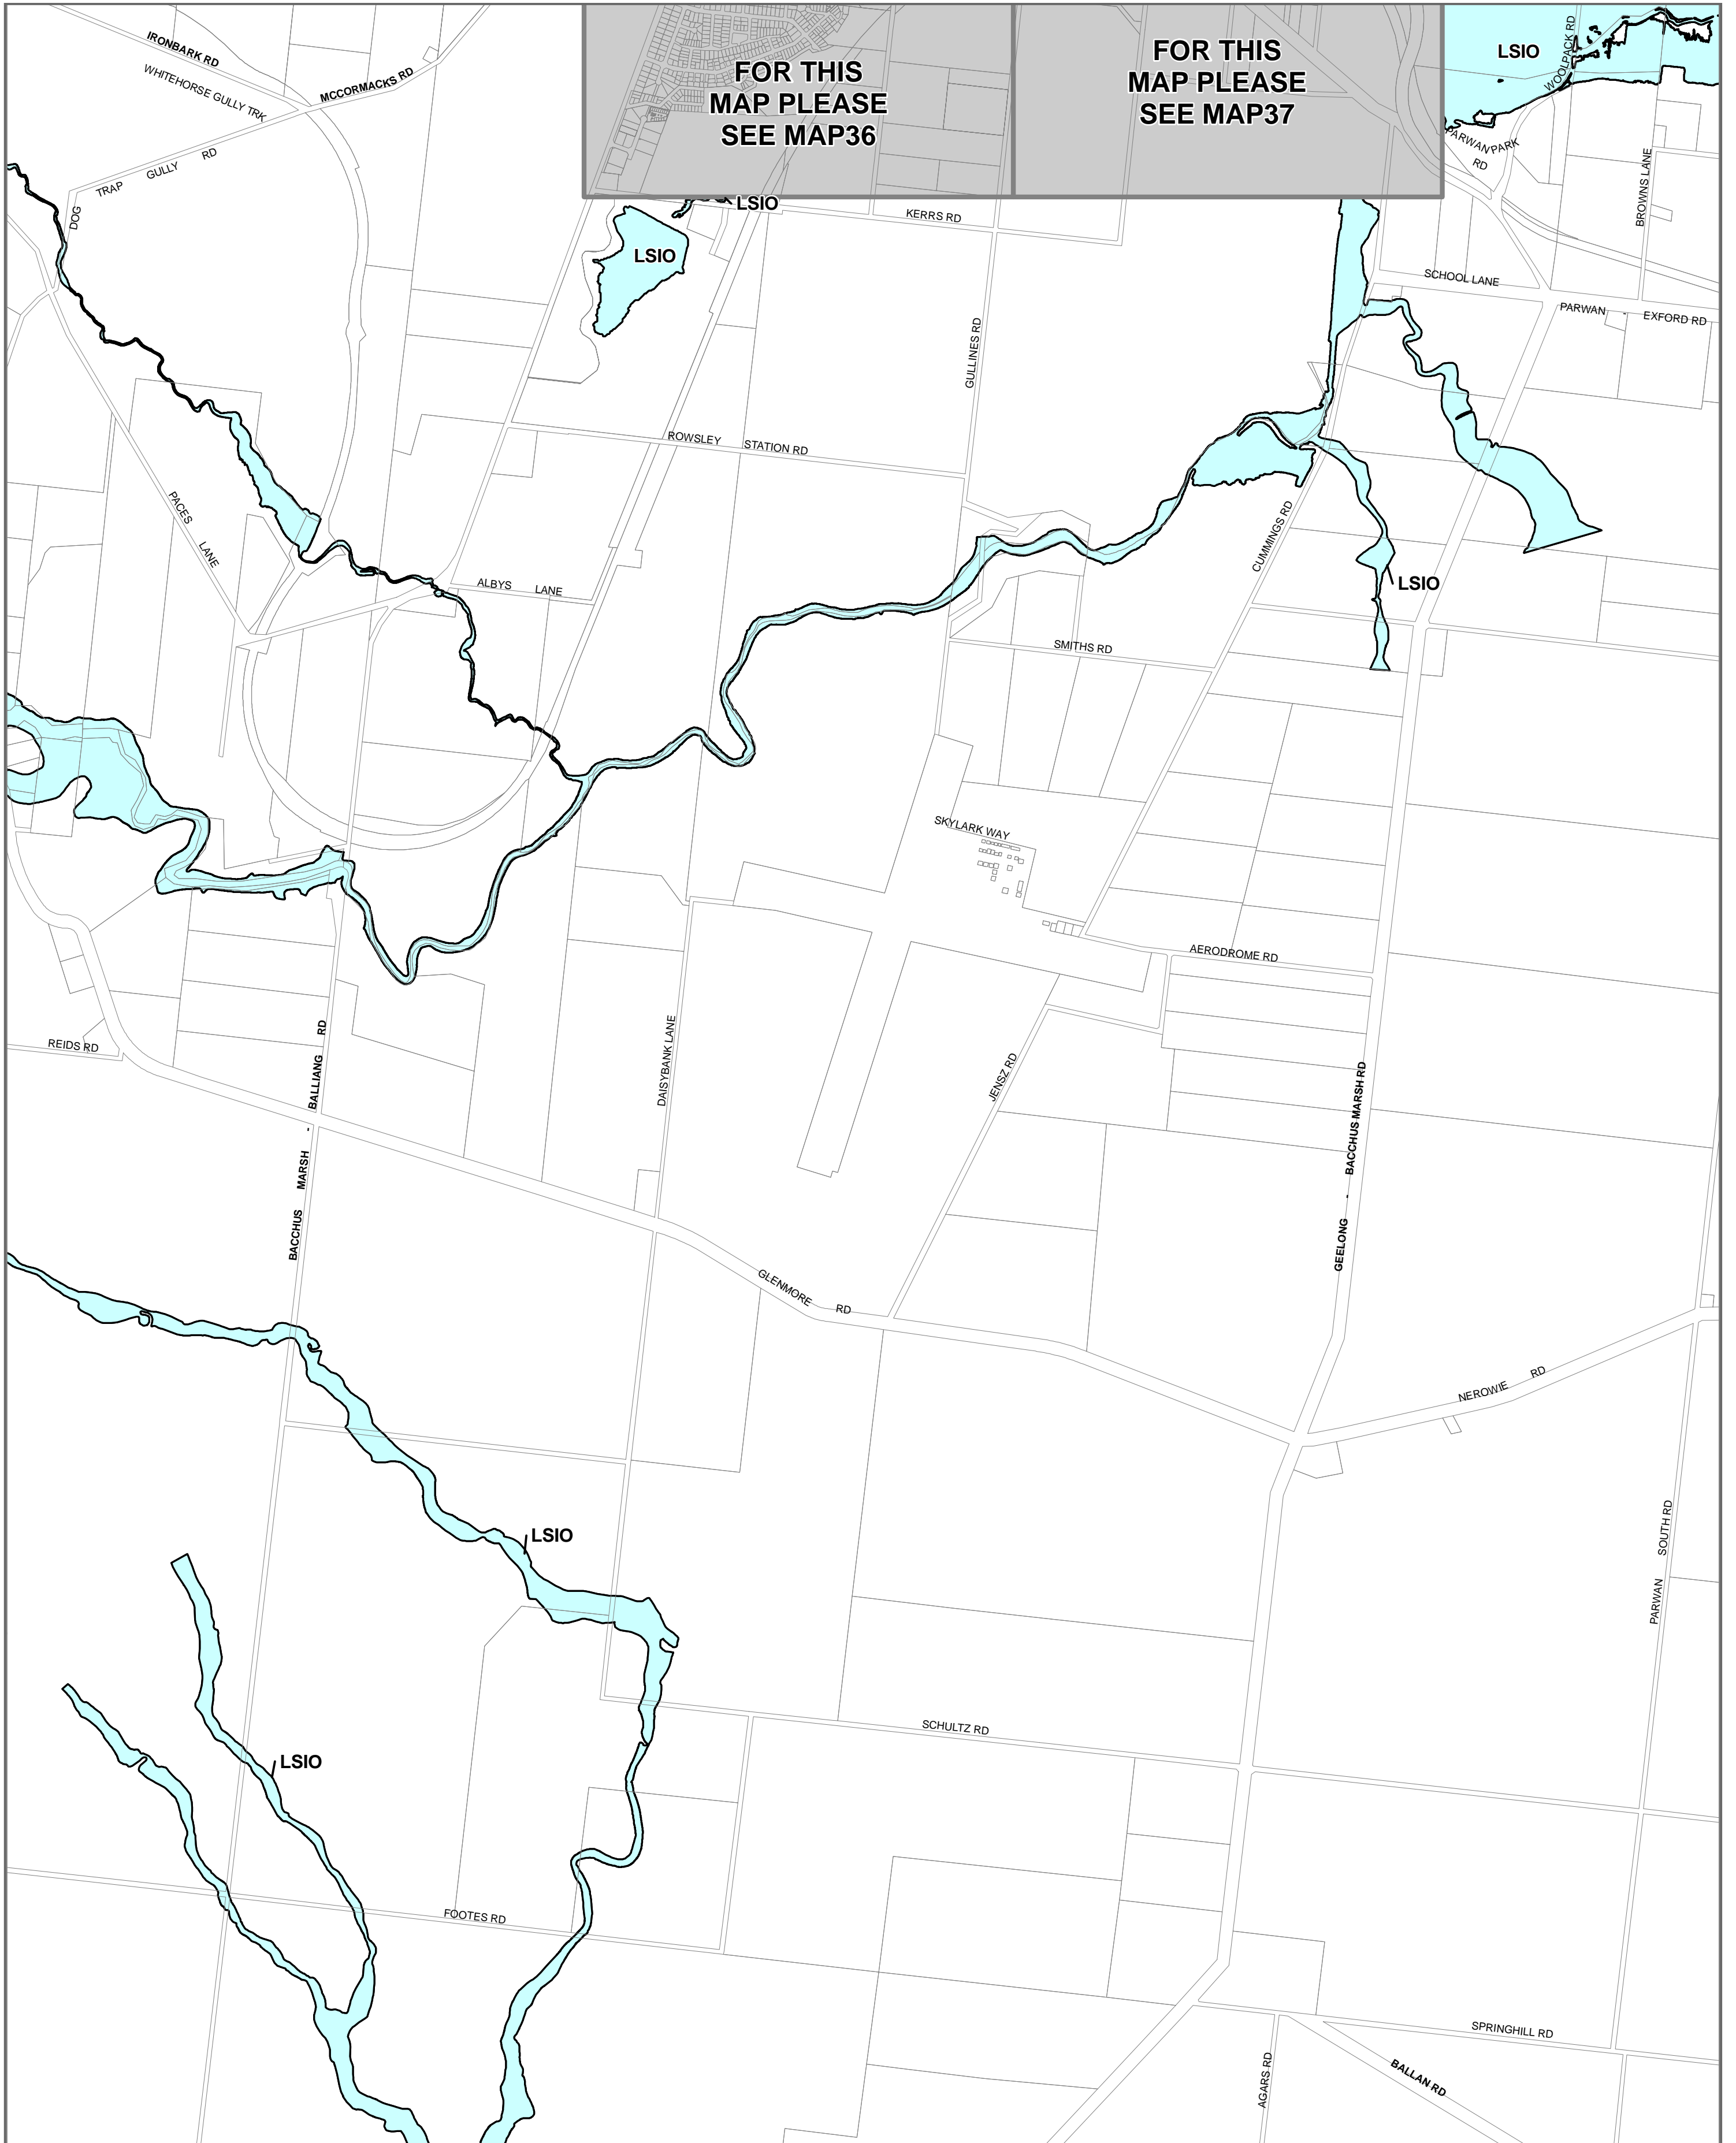 IRONBARK RD
WHITEHORSE GULLY TRK
MCCORMACKS RD
FOR THIS
MAP PLEASE
SEE MAP36
FOR THIS
MAP PLEASE
SEE MAP37
LSIO
WOOLPACK RD
PARWAN PARK
RD
BROWNS LANE
DOG
TRAP GULLY RD
LSIO
KERRS RD
LSIO
SCHOOL LANE
PARWAN - EXFORD RD
GULLINES RD
ROWSLEY STATION RD
PACES LANE
CUMMINGS RD
ALBYS LANE
LSIO
SMITHS RD
SKYLARK WAY
AERODROME RD
REIDS RD
BACCHUS MARSH - BALLIANG RD
DAISYBANK LANE
JENSZ RD
GEELONG - BACCHUS MARSH RD
GLENMORE RD
NEROWIE RD
LSIO
PARWAN SOUTH RD
SCHULTZ RD
LSIO
FOOTES RD
SPRINGHILL RD
AGARS RD
BALLAN RD